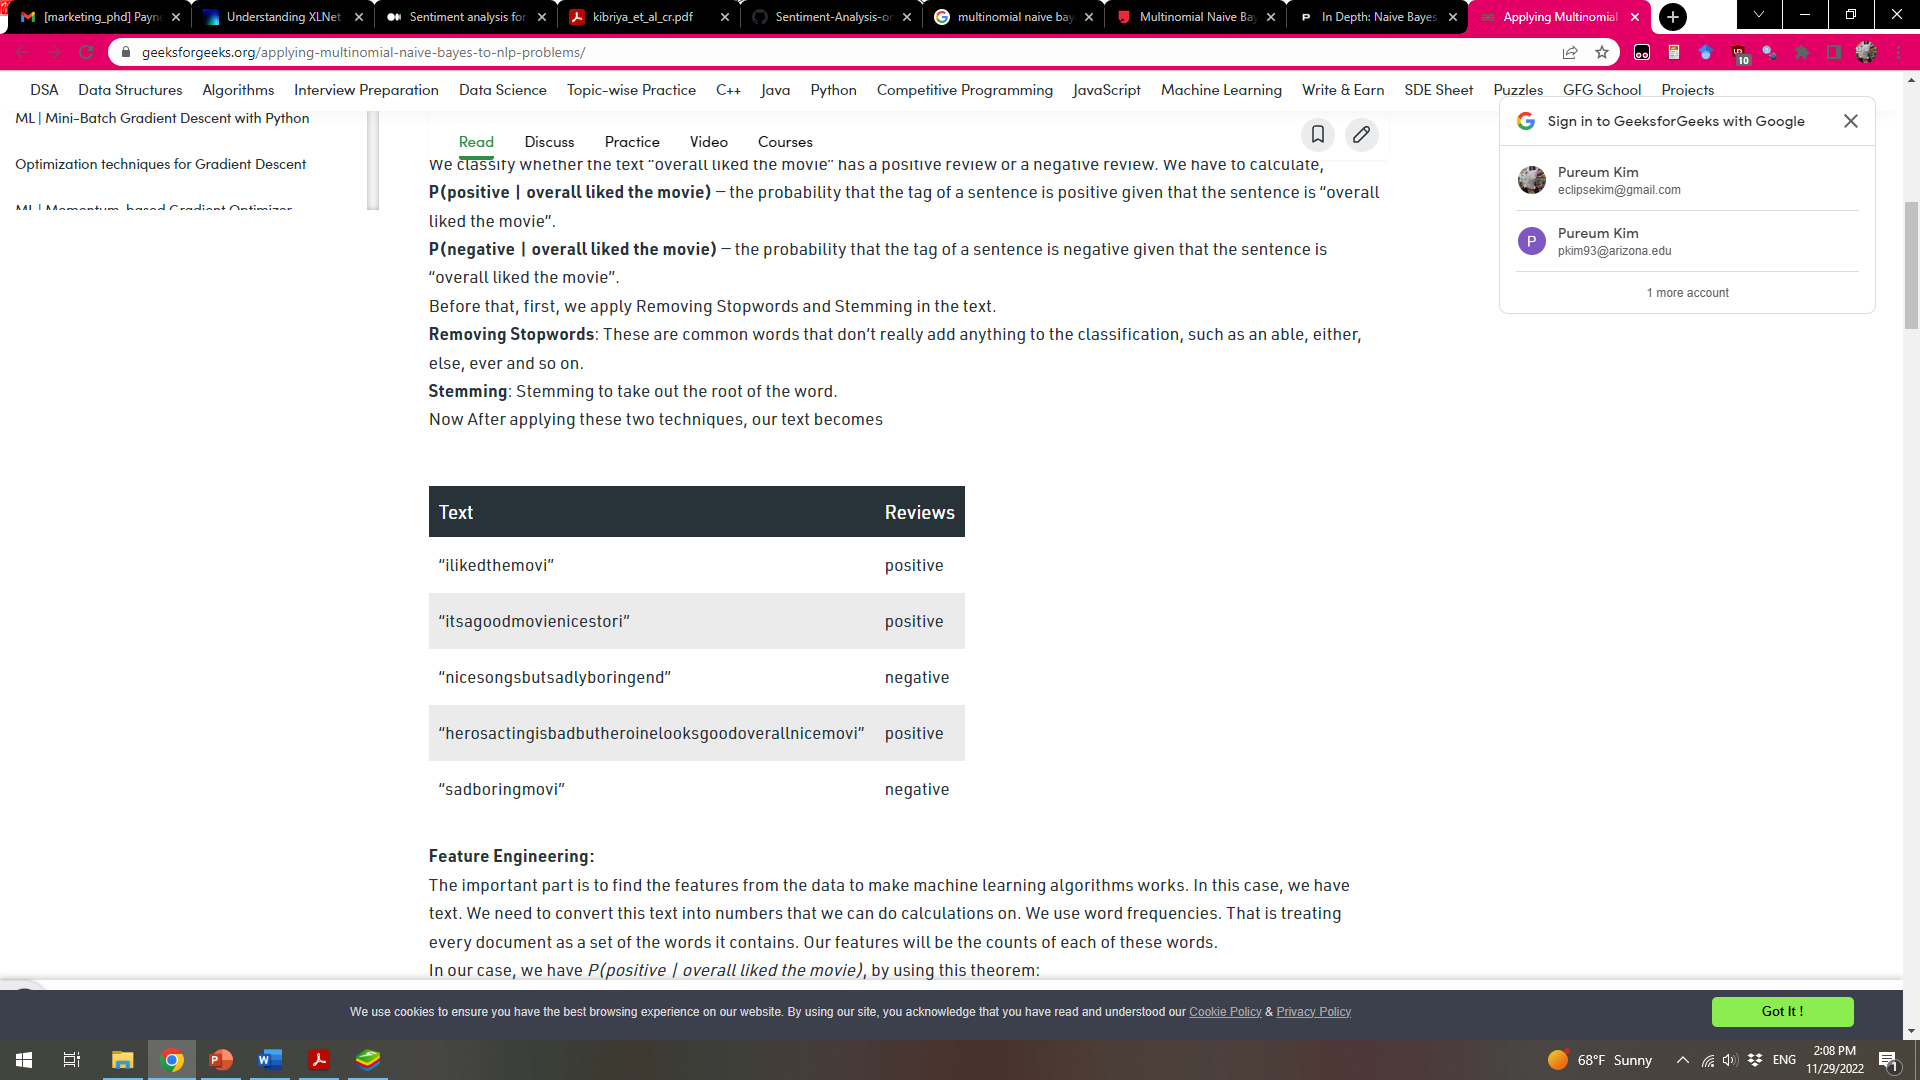 [marketing_phd] Payn
Understanding XLNet
Sentiment analysis for
kibriya_et_al_cr.pdf
Sentiment-Analysis-or
multinomial naive bay
Multinomial Naive Bay
In Depth: Naive Bayes
Applying Multinomial
geeksforgeeks.org/applying-multinomial-naive-bayes-to-nlp-problems/
10
DSA Data Structures Algorithms Interview Preparation Data Science Topic-wise Practice C++ Java Python Competitive Programming JavaScript Machine Learning Write & Earn SDE Sheet Puzzles GFG School Projects
ML | Mini-Batch Gradient Descent with Python
Optimization techniques for Gradient Descent
ML | Momentum-based Gradient Optimizer
Read Discuss Practice Video Courses
We classify whether the text “overall liked the movie” has a positive review or a negative review. We have to calculate,
P(positive | overall liked the movie) — the probability that the tag of a sentence is positive given that the sentence is “overall
liked the movie”.
P(negative | overall liked the movie) — the probability that the tag of a sentence is negative given that the sentence is
“overall liked the movie”.
Before that, first, we apply Removing Stopwords and Stemming in the text.
Removing Stopwords: These are common words that don’t really add anything to the classification, such as an able, either,
else, ever and so on.
Stemming: Stemming to take out the root of the word.
Now After applying these two techniques, our text becomes
Text Reviews
“ilikedthemovi” positive
“itsagoodmovienicestori” positive
“nicesongsbutsadlyboringend” negative
“herosactingisbadbutheroinelooksgoodoverallnicemovi” positive
“sadboringmovi” negative
Feature Engineering:
The important part is to find the features from the data to make machine learning algorithms works. In this case, we have
text. We need to convert this text into numbers that we can do calculations on. We use word frequencies. That is treating
every document as a set of the words it contains. Our features will be the counts of each of these words.
In our case, we have P(positive | overall liked the movie), by using this theorem:
Sign in to GeeksforGeeks with Google
Pureum Kim
eclipsekim@gmail.com
P
Pureum Kim
pkim93@arizona.edu
1 more account
We use cookies to ensure you have the best browsing experience on our website. By using our site, you acknowledge that you have read and understood our Cookie Policy & Privacy Policy
Got It !
68°F Sunny
ENG
2:08 PM
11/29/2022
1